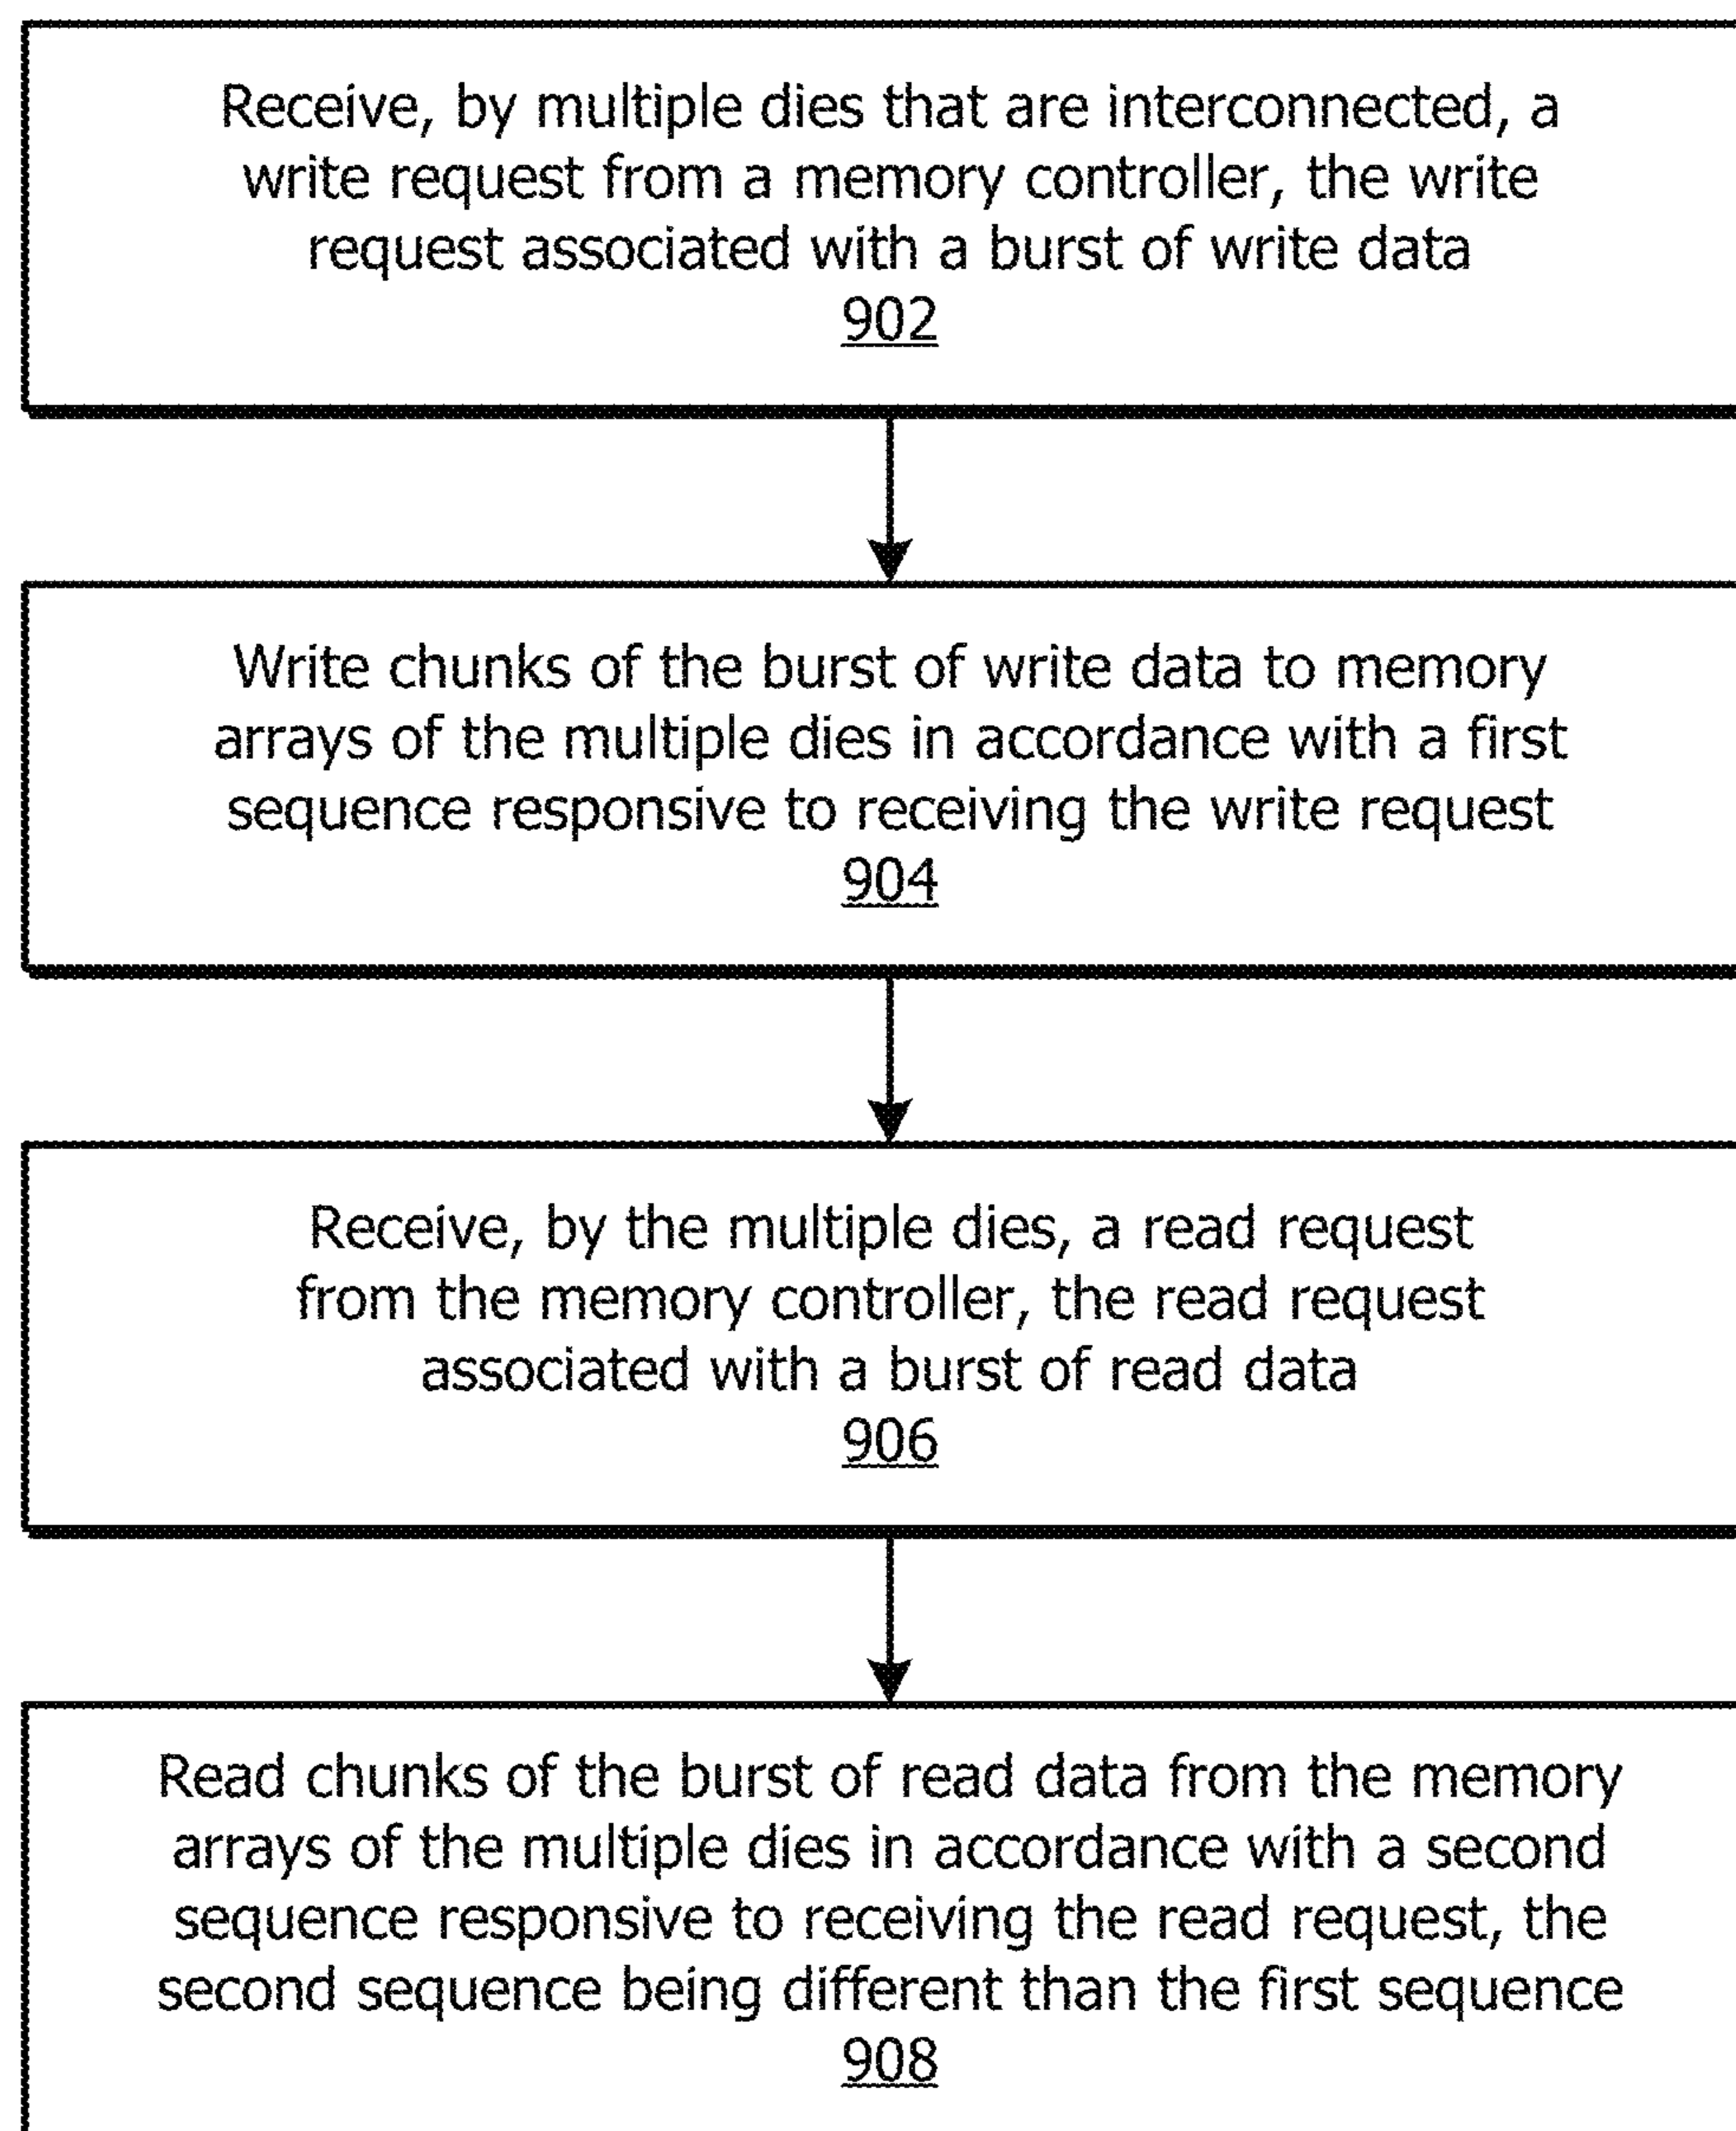 Receive, by multiple dies that are interconnected, a
write request from a memory controller, the write
request associated with a burst of write data
902
Write chunks of the burst of write data to memory
arrays of the multiple dies in accordance with a first
sequence responsive to receiving the write request
904
Receive, by the multiple dies, a read request
from the memory controller, the read request
associated with a burst of read data
906
Read chunks of the burst of read data from the memory
arrays of the multiple dies in accordance with a second
sequence responsive to receiving the read request, the
second sequence being different than the first sequence
908